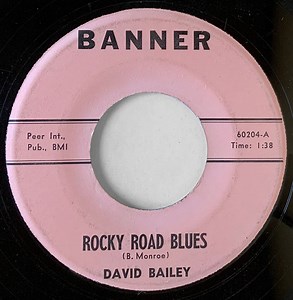 BANNER
Peer Int.,
Pub., BMI
60204-A
Time: 1:38
ROCKY ROAD BLUES
(B. Monroe)
DAVID BAILEY